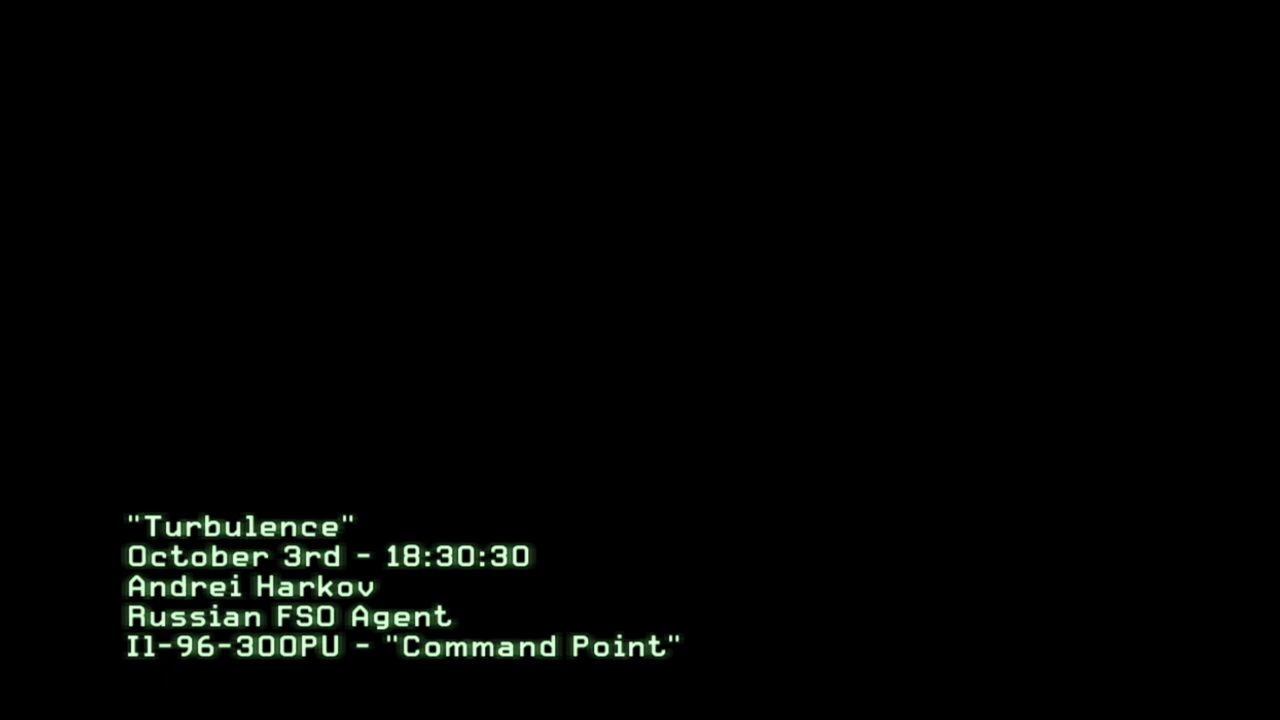 "Turbulence"
October 3rd - 18:30:30
Andrei Harkov
Russian FSO Agent
Il-96-300PU - "Command Point"